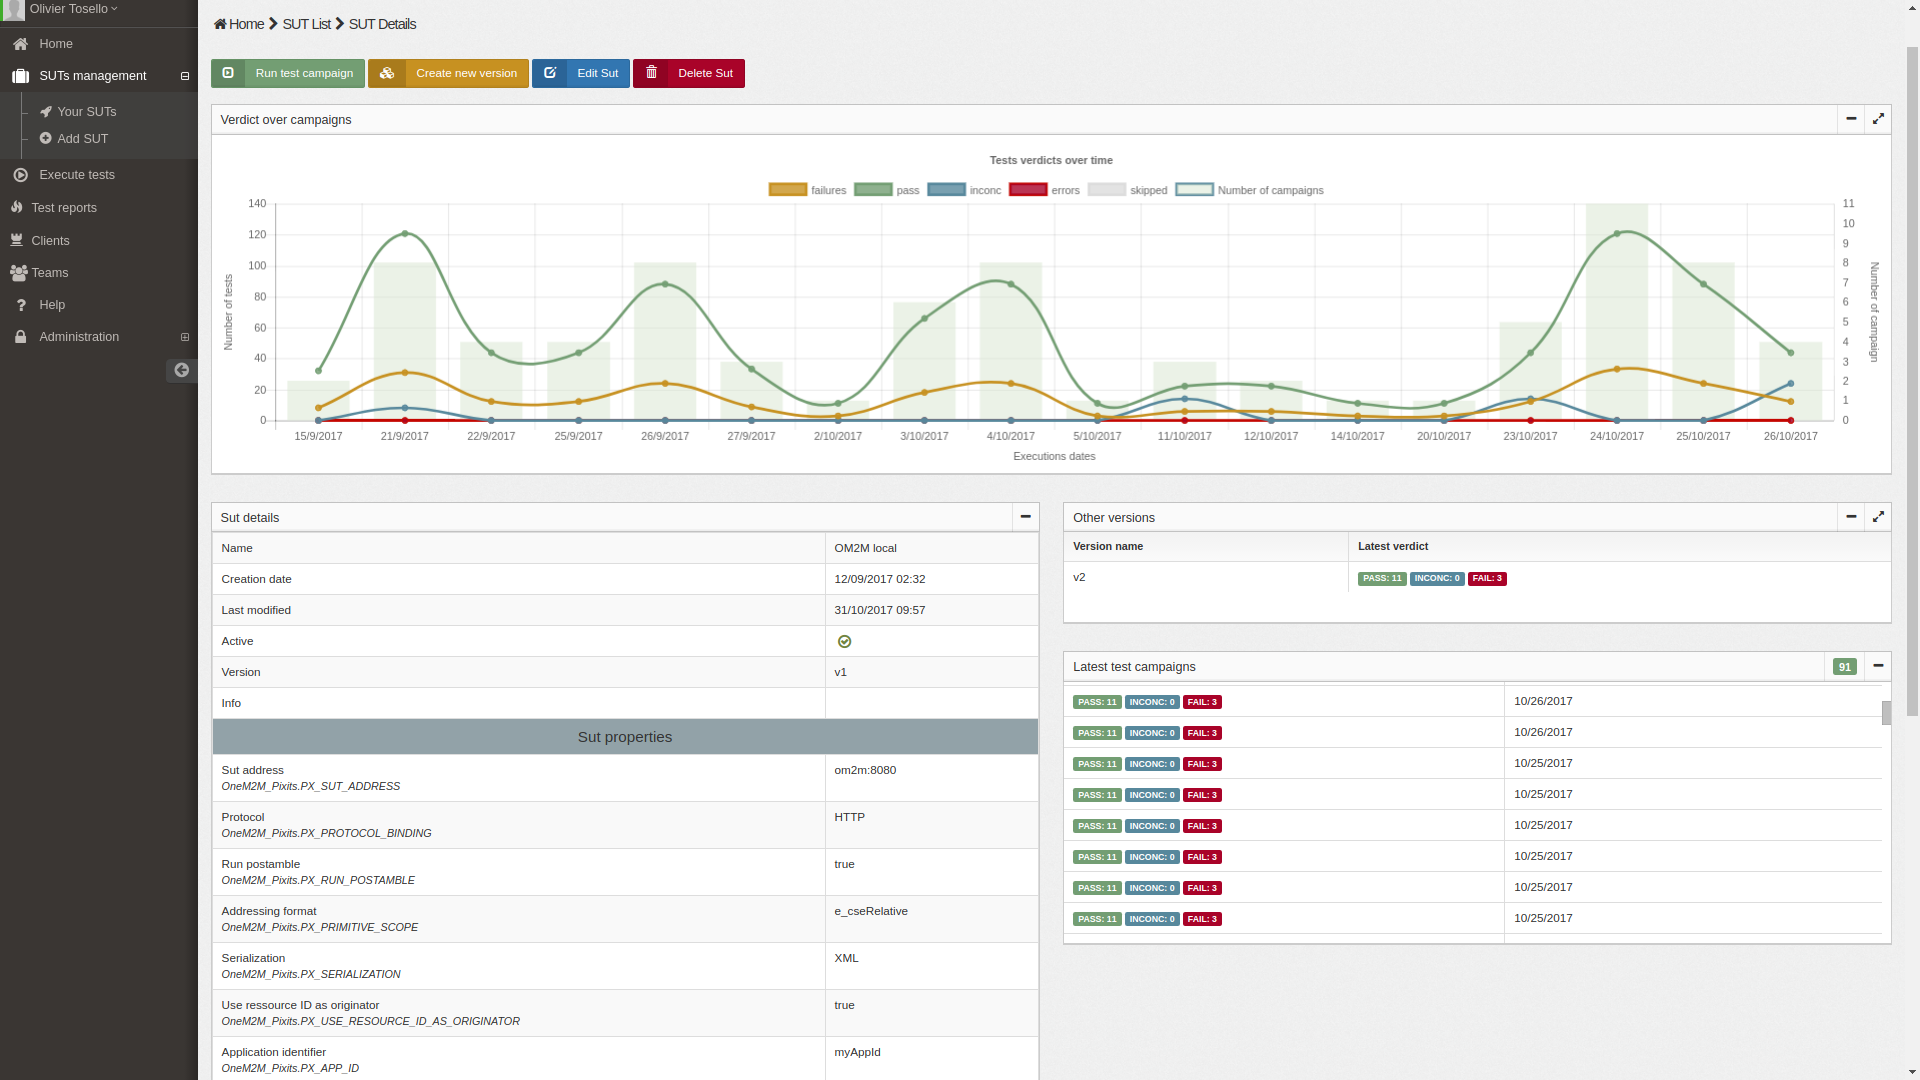 Olivier Tosello
Home
SUTs management
Your SUTs
Add SUT
Execute tests
Test reports
Clients
Teams
Help
Administration
Home SUT List SUT Details
Run test campaign Create new version Edit Sut Delete Sut
Verdict over campaigns
Tests verdicts over time
failures pass inconc errors skipped Number of campaigns
Number of tests
140
120
100
80
60
40
20
0
11
10
9
8
7
6
5
4
3
2
1
0
Number of campaign
15/9/2017 21/9/2017 22/9/2017 25/9/2017 26/9/2017 27/9/2017 2/10/2017 3/10/2017 4/10/2017 5/10/2017 11/10/2017 12/10/2017 14/10/2017 20/10/2017 23/10/2017 24/10/2017 25/10/2017 26/10/2017
Executions dates
Sut details
Name OM2M local
Creation date 12/09/2017 02:32
Last modified 31/10/2017 09:57
Active
Version v1
Info
Sut properties
Sut address om2m:8080
OneM2M_Pixits.PX_SUT_ADDRESS
Protocol HTTP
OneM2M_Pixits.PX_PROTOCOL_BINDING
Run postamble true
OneM2M_Pixits.PX_RUN_POSTAMBLE
Addressing format e_cseRelative
OneM2M_Pixits.PX_PRIMITIVE_SCOPE
Serialization XML
OneM2M_Pixits.PX_SERIALIZATION
Use ressource ID as originator true
OneM2M_Pixits.PX_USE_RESOURCE_ID_AS_ORIGINATOR
Application identifier myAppId
OneM2M_Pixits.PX_APP_ID
Other versions
Version name Latest verdict
v2 PASS: 11 INCONC: 0 FAIL: 3
Latest test campaigns 91
PASS: 11 INCONC: 0 FAIL: 3 10/26/2017
PASS: 11 INCONC: 0 FAIL: 3 10/26/2017
PASS: 11 INCONC: 0 FAIL: 3 10/25/2017
PASS: 11 INCONC: 0 FAIL: 3 10/25/2017
PASS: 11 INCONC: 0 FAIL: 3 10/25/2017
PASS: 11 INCONC: 0 FAIL: 3 10/25/2017
PASS: 11 INCONC: 0 FAIL: 3 10/25/2017
PASS: 11 INCONC: 0 FAIL: 3 10/25/2017